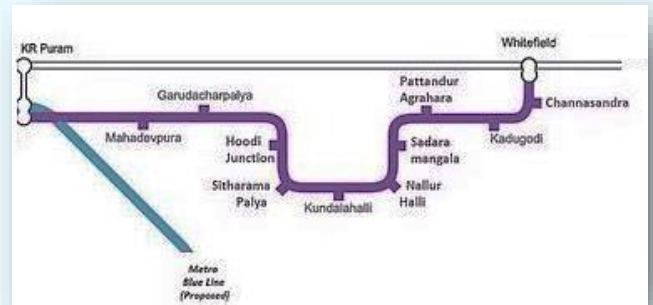 KR Puram
Whitefield
Garudacharpalya
Mahadevpura
Hoodi
Junction
Sitharama
Palya
Kundalahalli
Nallur
Halli
Sadara
mangala
Pattandur
Agrahara
Kadugodi
Channasandra
Metro
Blue Line
(Proposed)